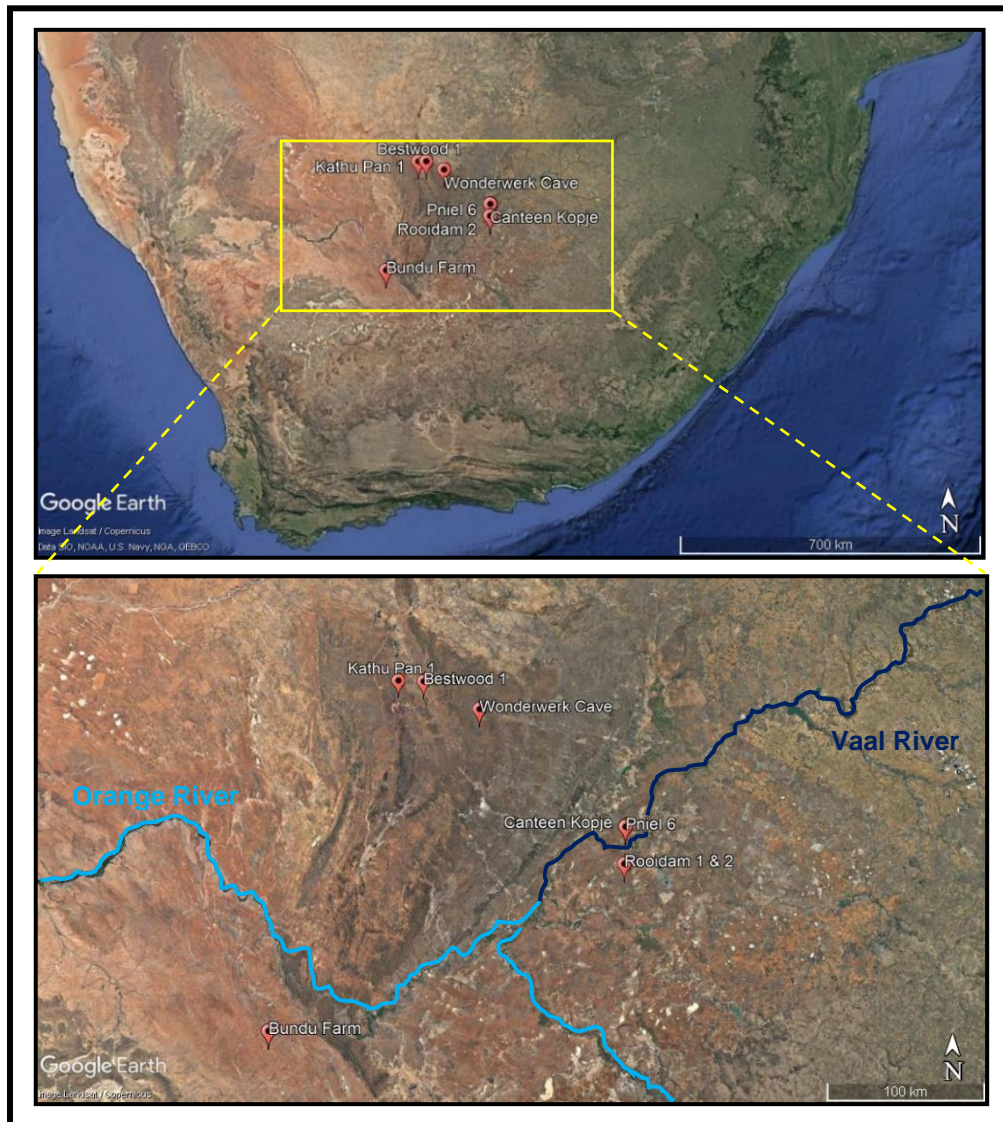 Bestwood 1
Kathu Pan 1
Wonderwerk Cave
Pniel 6
Canteen Kopje
Rooidam 2
Bundu Farm
Google Earth
Image Landsat / Copernicus
Data SIO, NOAA, U.S. Navy, NGA, GEBCO
N
700 km
Kathu Pan 1
Bestwood 1
Wonderwerk Cave
Vaal River
Orange River
Canteen Kopje
Pniel 6
Rooidam 1 & 2
Bundu Farm
Google Earth
Image Landsat / Copernicus
N
100 km